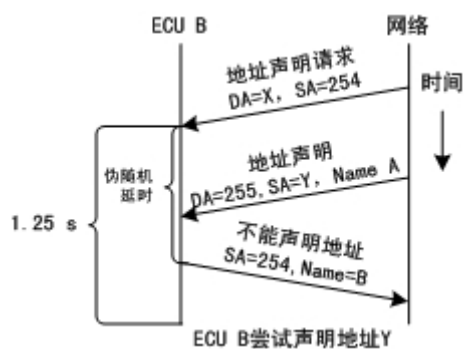 ECU B
网络
地址声明请求
DA=X, SA=254
时间
地址声明
DA=255,SA=Y, Name A
伪随机
延时
1.25 s
不能声明地址
SA=254,Name=B
ECU B尝试声明地址Y